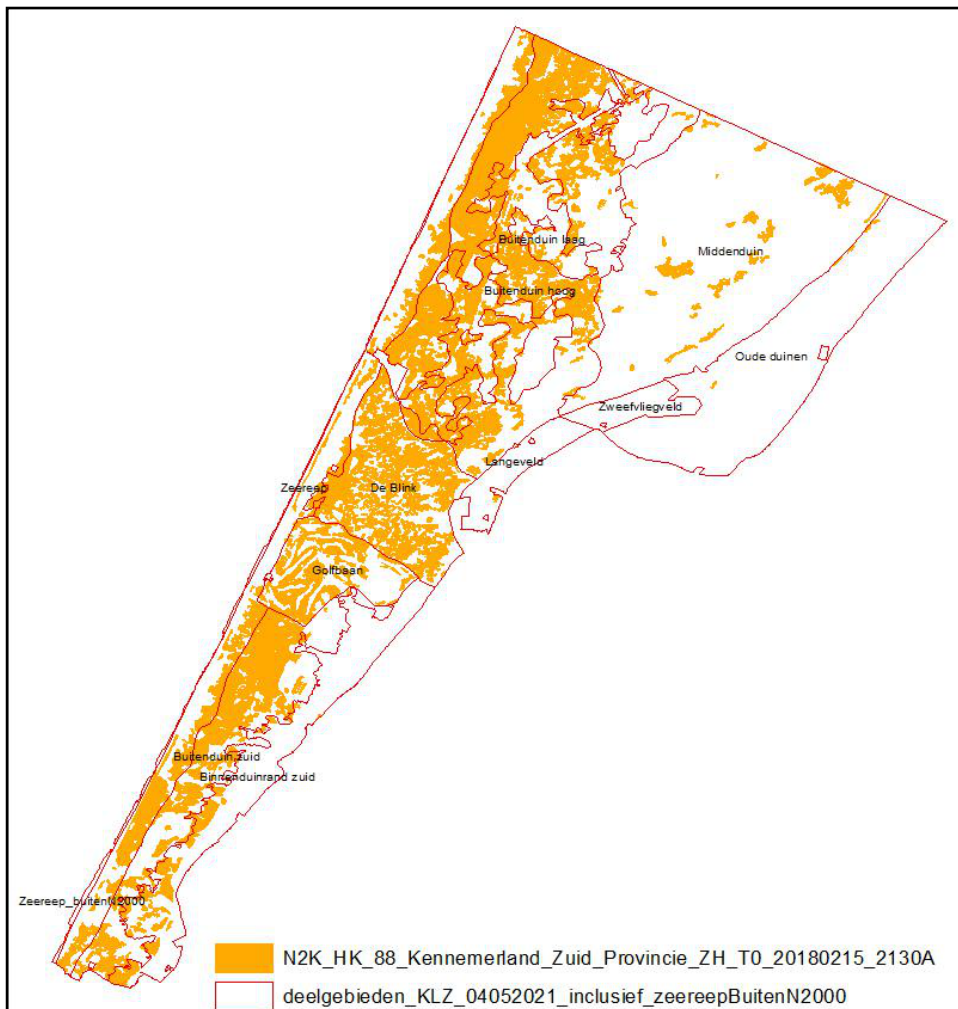 Buitenduin laag
Middenduin
Buitenduin hoog
Oude duinen
Zweefvliegveld
Langeveld
Zeereep
De Blink
Golfbaan
Buitenduin zuid
Binnenduinrand zuid
Zeereep_buitenN2000
N2K_HK_88_Kennemerland_Zuid_Provincie_ZH_T0_20180215_2130A
deelgebieden_KLZ_04052021_inclusief_zeereepBuitenN2000